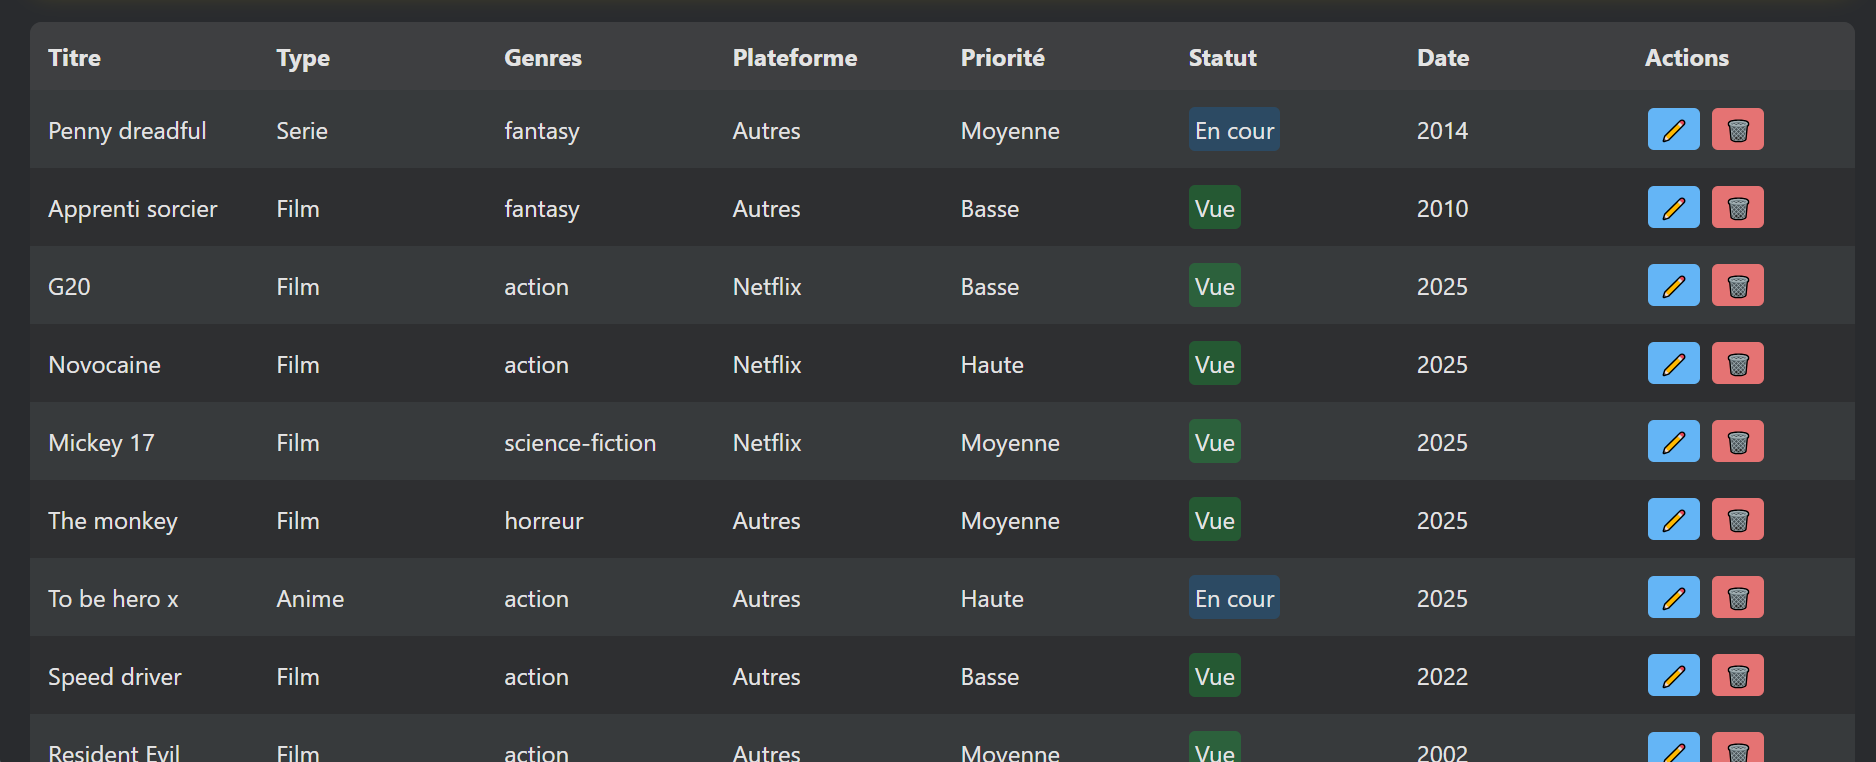 Titre Type Genres Plateforme Priorité Statut Date Actions
Penny dreadful Serie fantasy Autres Moyenne En cour 2014
Apprenti sorcier Film fantasy Autres Basse Vue 2010
G20 Film action Netflix Basse Vue 2025
Novocaine Film action Netflix Haute Vue 2025
Mickey 17 Film science-fiction Netflix Moyenne Vue 2025
The monkey Film horreur Autres Moyenne Vue 2025
To be hero x Anime action Autres Haute En cour 2025
Speed driver Film action Autres Basse Vue 2022
Resident Evil Film action Autres Moyenne Vue 2002